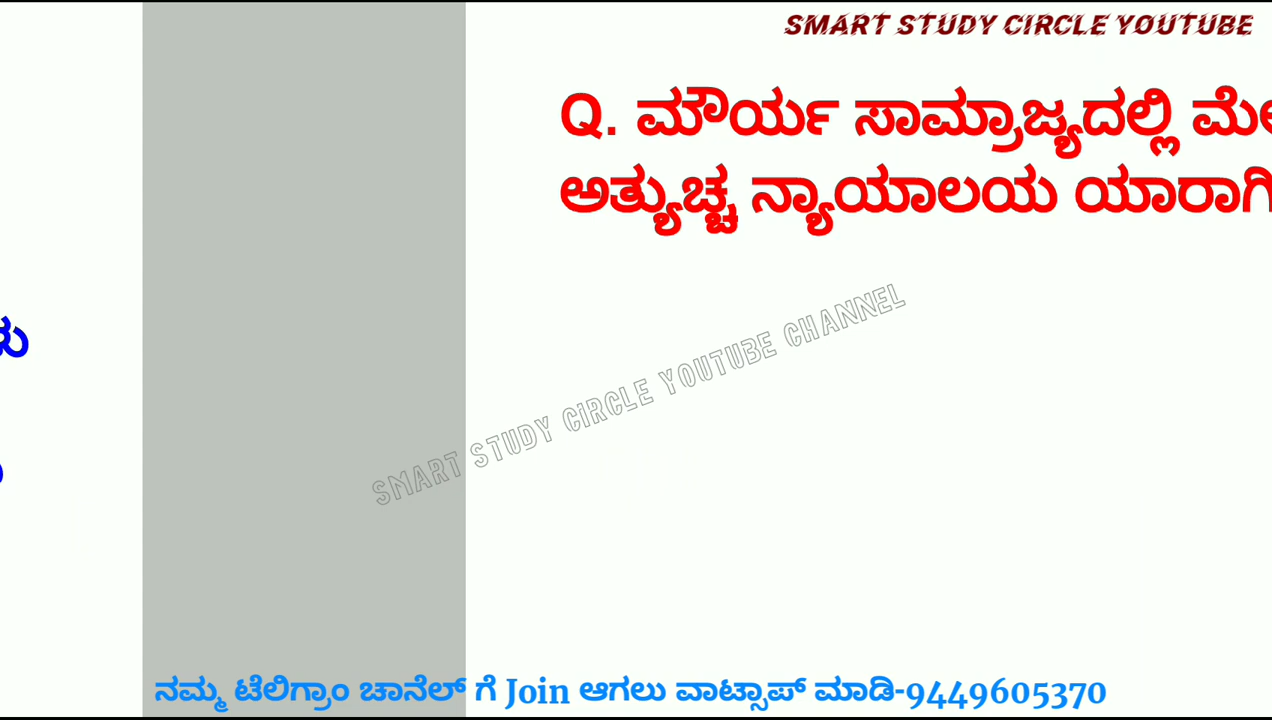 SMART STUDY CIRCLE YOUTUBE
Q. ಮೌರ್ಯ ಸಾಮ್ರಾಜ್ಯದಲ್ಲಿ
ಅತ್ಯುಚ್ಚ ನ್ಯಾಯಾಲಯ
SMART STUDY CIRCLE YOUTUBE CHANNEL
ನಮ್ಮ ಟೆಲಿಗ್ರಾಂ ಚಾನೆಲ್ ಗೆ Join ಆಗಲು ವಾಟ್ಸಾಪ್ ಮಾಡಿ-9449605370